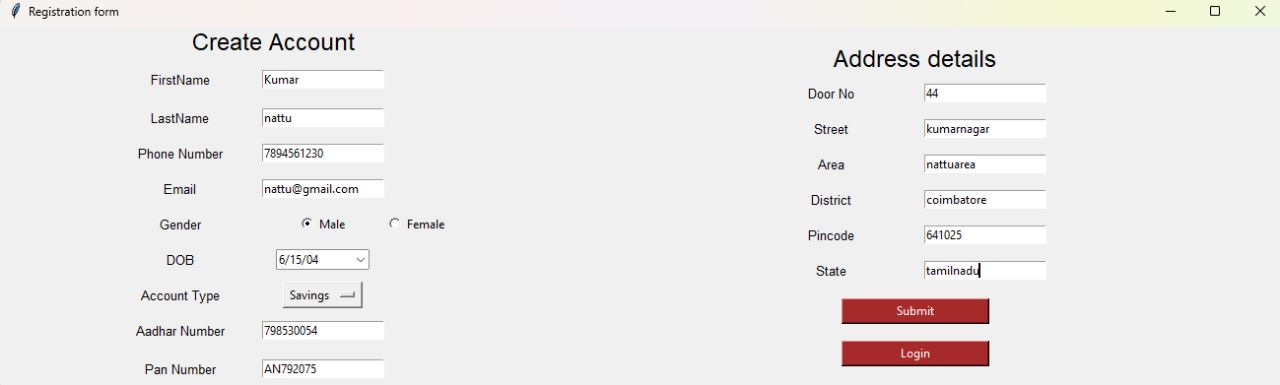 Registration form
Create Account
FirstName Kumar
LastName nattu
Phone Number 7894561230
Email nattu@gmail.com
Gender Male Female
DOB 6/15/04
Account Type Savings
Aadhar Number 798530054
Pan Number AN792075
Address details
Door No 44
Street kumarnagar
Area nattuarea
District coimbatore
Pincode 641025
State tamilnadu
Submit
Login